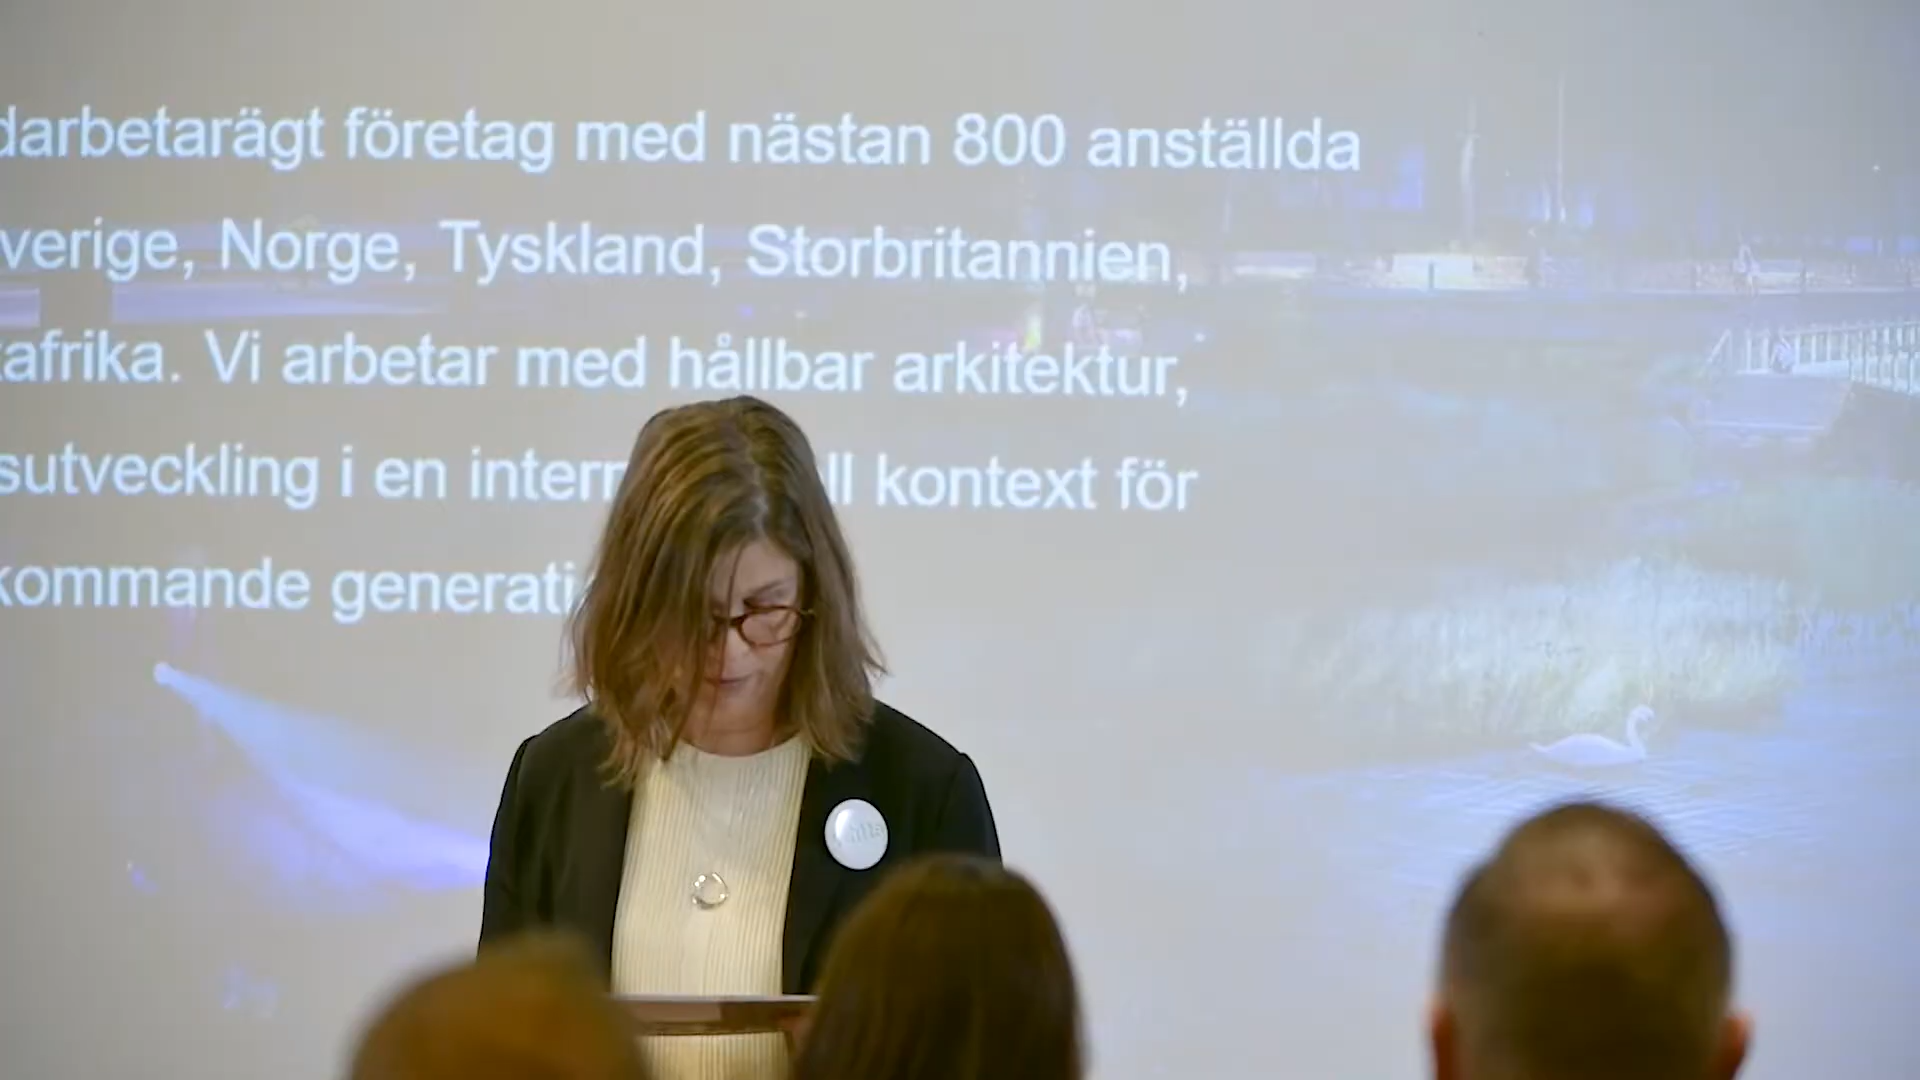 darbetarägt företag med nästan 800 anställda
verige, Norge, Tyskland, Storbritannien,
afrika. Vi arbetar med hållbar arkitektur,
sutveckling i en intern ll kontext för
kommande generati